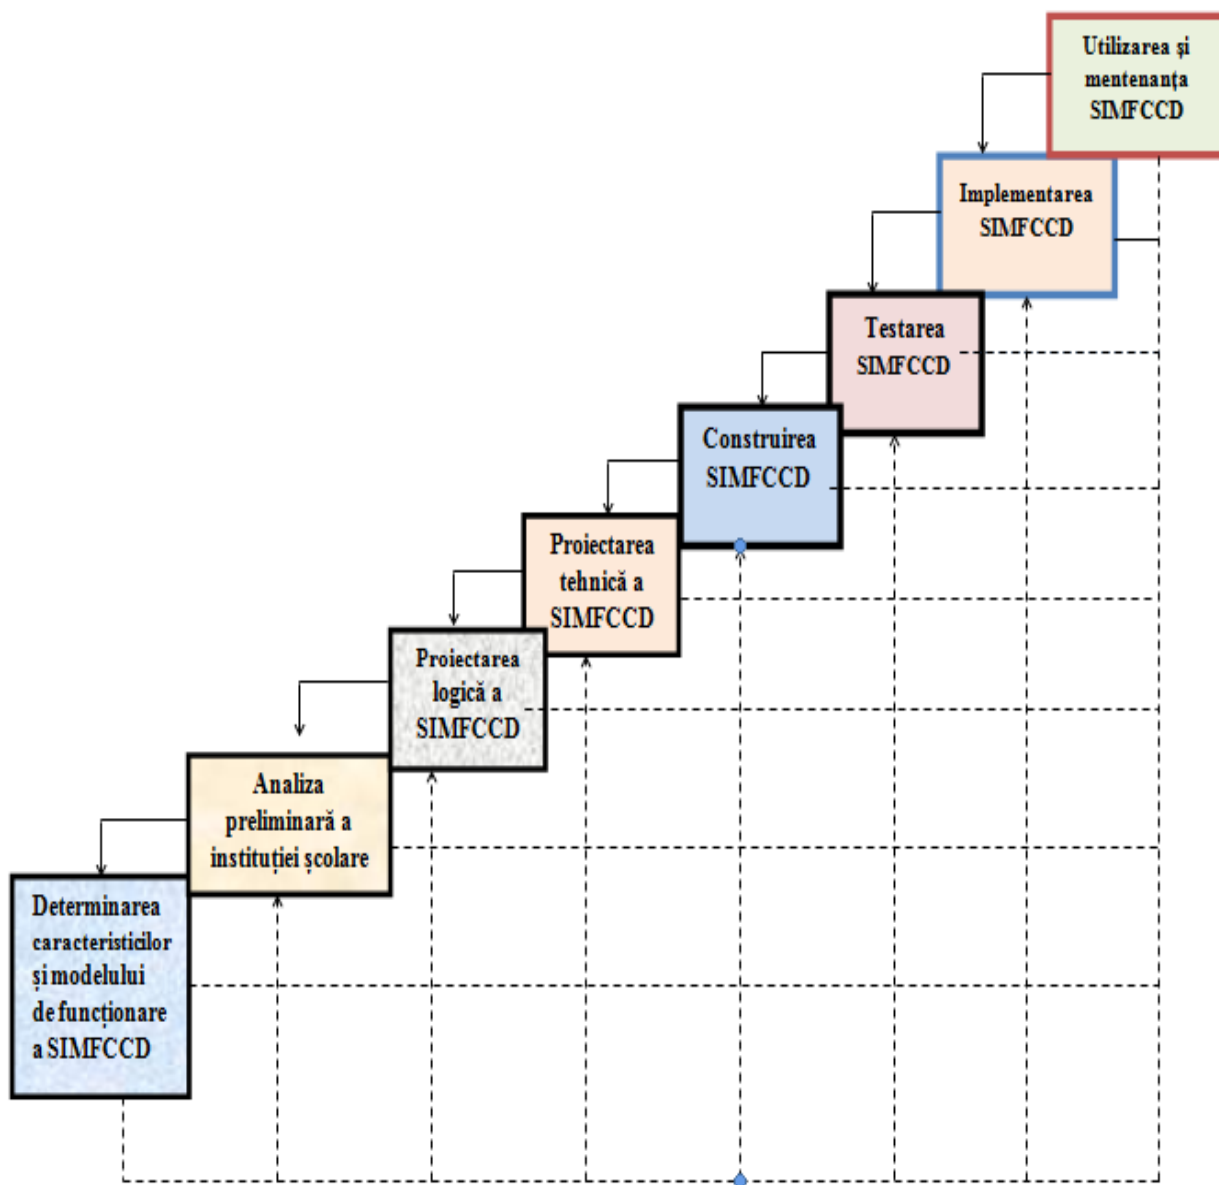 Utilizarea și
mentenanța
SIMFCCD
Implementarea
SIMFCCD
Testarea
SIMFCCD
Construirea
SIMFCCD
Proiectarea
tehnică a
SIMFCCD
Proiectarea
logică a
SIMFCCD
Analiza
preliminară a
instituției școlare
Determinarea
caracteristicilor
și modelului
de funcționare
a SIMFCCD